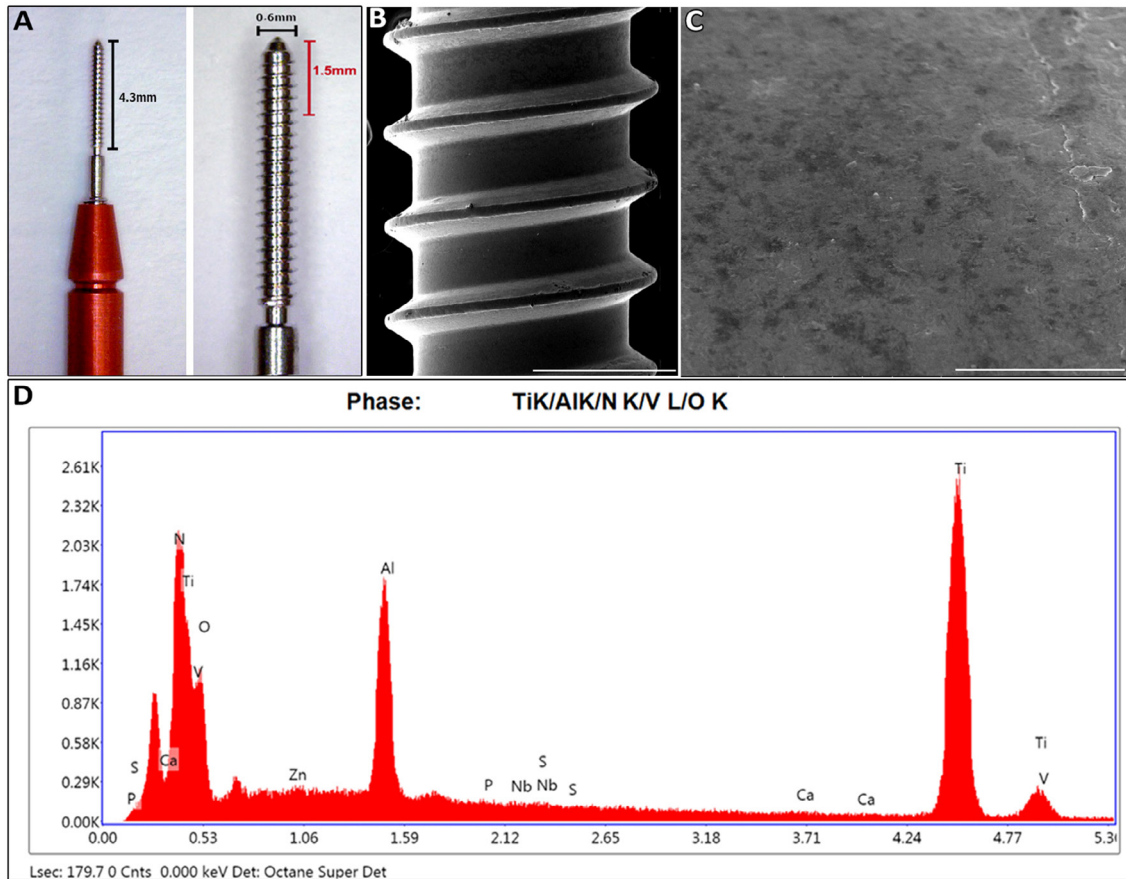 A
4.3mm
0-6mm
1.5mm
B
C
D
Phase: TiK/AlK/N K/V L/O K
2.61K
2.32K
2.03K
1.74K
1.45K
1.16K
0.87K
0.58K
0.29K
0.00K
S
P
Ca
N
Ti
O
V
Zn
Al
P
Nb
S
Nb
S
Ca
Ca
Ti
Ti
V
0.00 0.53 1.06 1.59 2.12 2.65 3.18 3.71 4.24 4.77 5.30
Lsec: 179.7 0 Cnts 0.000 keV Det: Octane Super Det